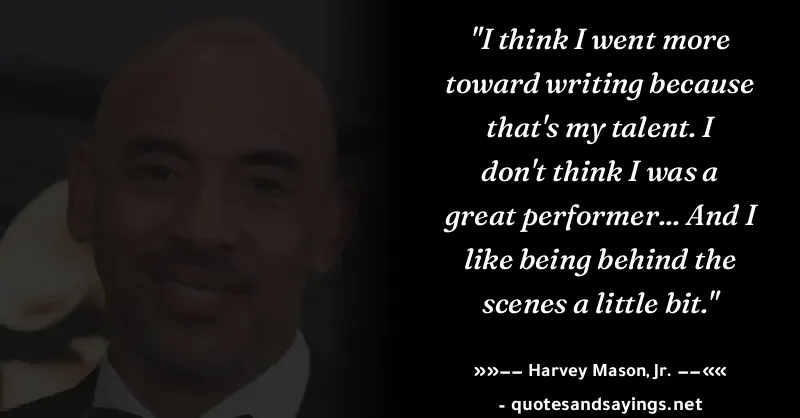 "I think I went more
toward writing because
that's my talent. I
don't think I was a
great performer... And I
like being behind the
scenes a little bit."
»»–– Harvey Mason, Jr. ––««
- quotesandsayings.net